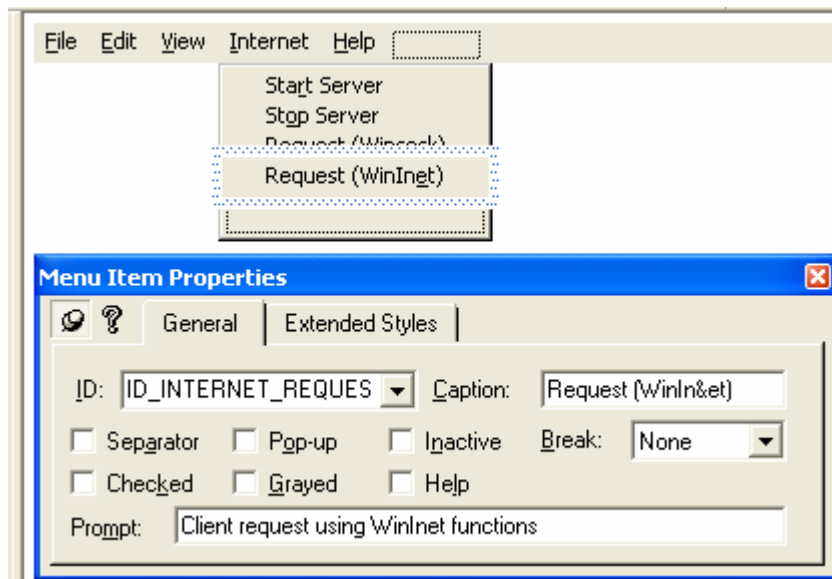 File Edit View Internet Help
Start Server
Stop Server
Request (Winsock)
Request (WinInet)
Menu Item Properties
General Extended Styles
ID: ID_INTERNET_REQUES Caption: Request (WinIn&et)
Separator Pop-up Inactive Break: None
Checked Grayed Help
Prompt: Client request using WinInet functions